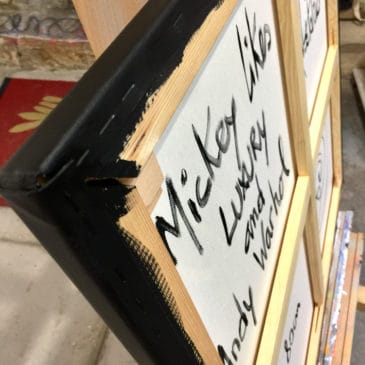 Mickey likes
Luxury
and
Andy Warhol